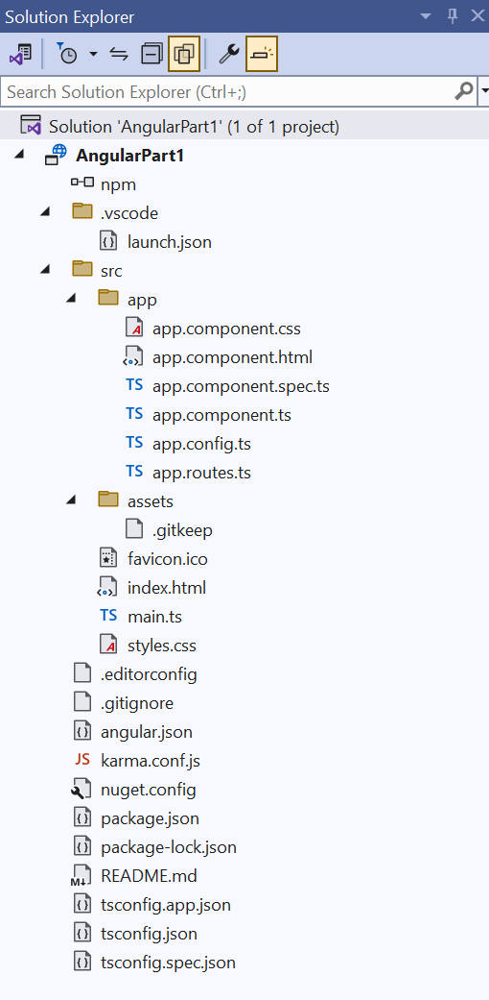 Solution Explorer
Search Solution Explorer (Ctrl+;)
Solution 'AngularPart1' (1 of 1 project)
AngularPart1
npm
.vscode
launch.json
src
app
app.component.css
app.component.html
TS app.component.spec.ts
TS app.component.ts
TS app.config.ts
TS app.routes.ts
assets
.gitkeep
favicon.ico
index.html
TS main.ts
styles.css
.editorconfig
.gitignore
angular.json
JS karma.conf.js
nuget.config
package.json
package-lock.json
M↓ README.md
tsconfig.app.json
tsconfig.json
tsconfig.spec.json